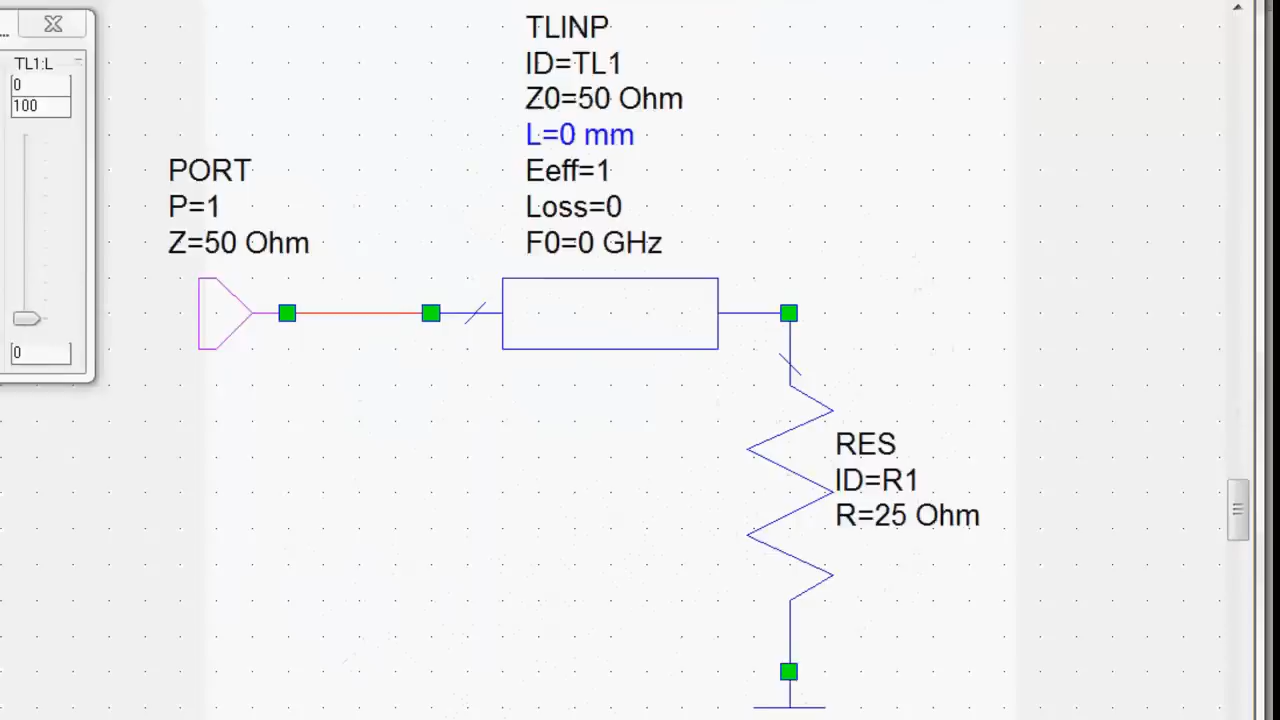 ...
TL1:L
0
100
0
PORT
P=1
Z=50 Ohm
TLINP
ID=TL1
Z0=50 Ohm
L=0 mm
Eeff=1
Loss=0
F0=0 GHz
RES
ID=R1
R=25 Ohm